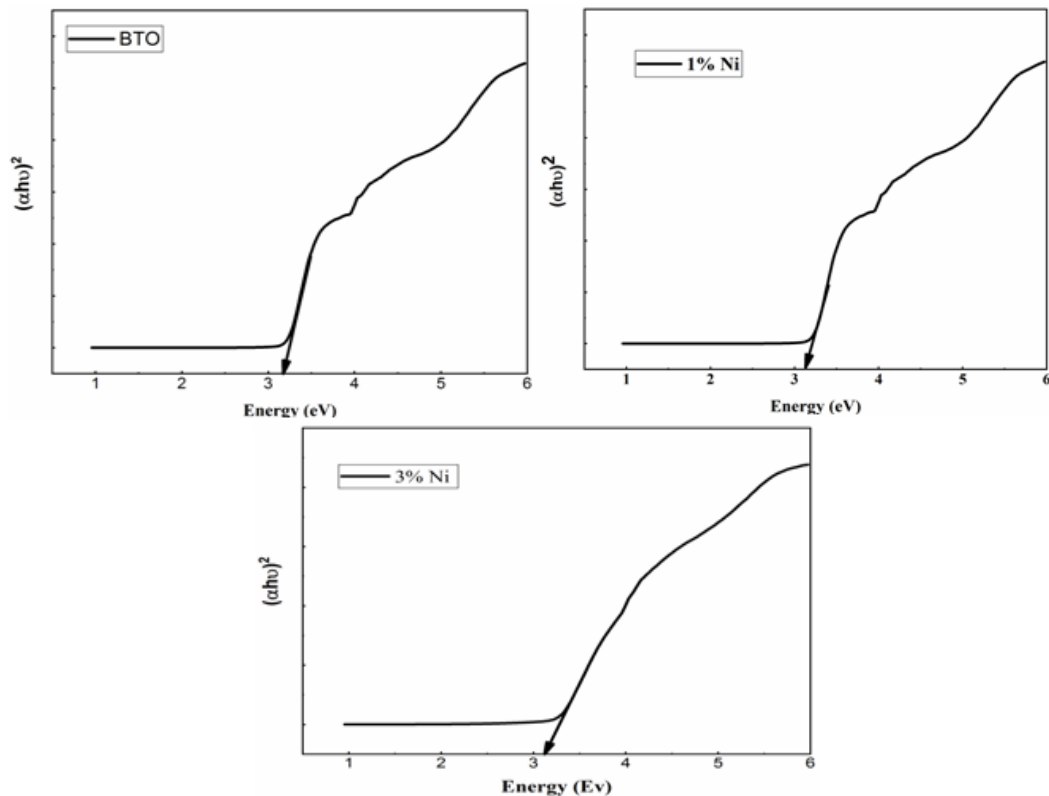 BTO
(αhυ)²
1 2 3 4 5 6
Energy (eV)
1% Ni
(αhυ)²
1 2 3 4 5 6
Energy (eV)
3% Ni
(αhυ)²
1 2 3 4 5 6
Energy (Ev)